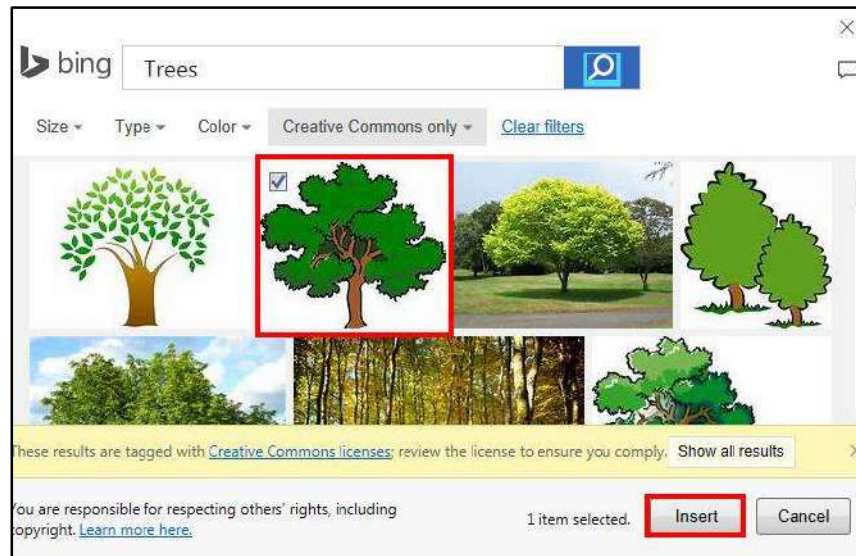 bing
Trees
Size Type Color Creative Commons only Clear filters
These results are tagged with Creative Commons licenses; review the license to ensure you comply. Show all results
You are responsible for respecting others' rights, including
copyright. Learn more here.
1 item selected. Insert Cancel